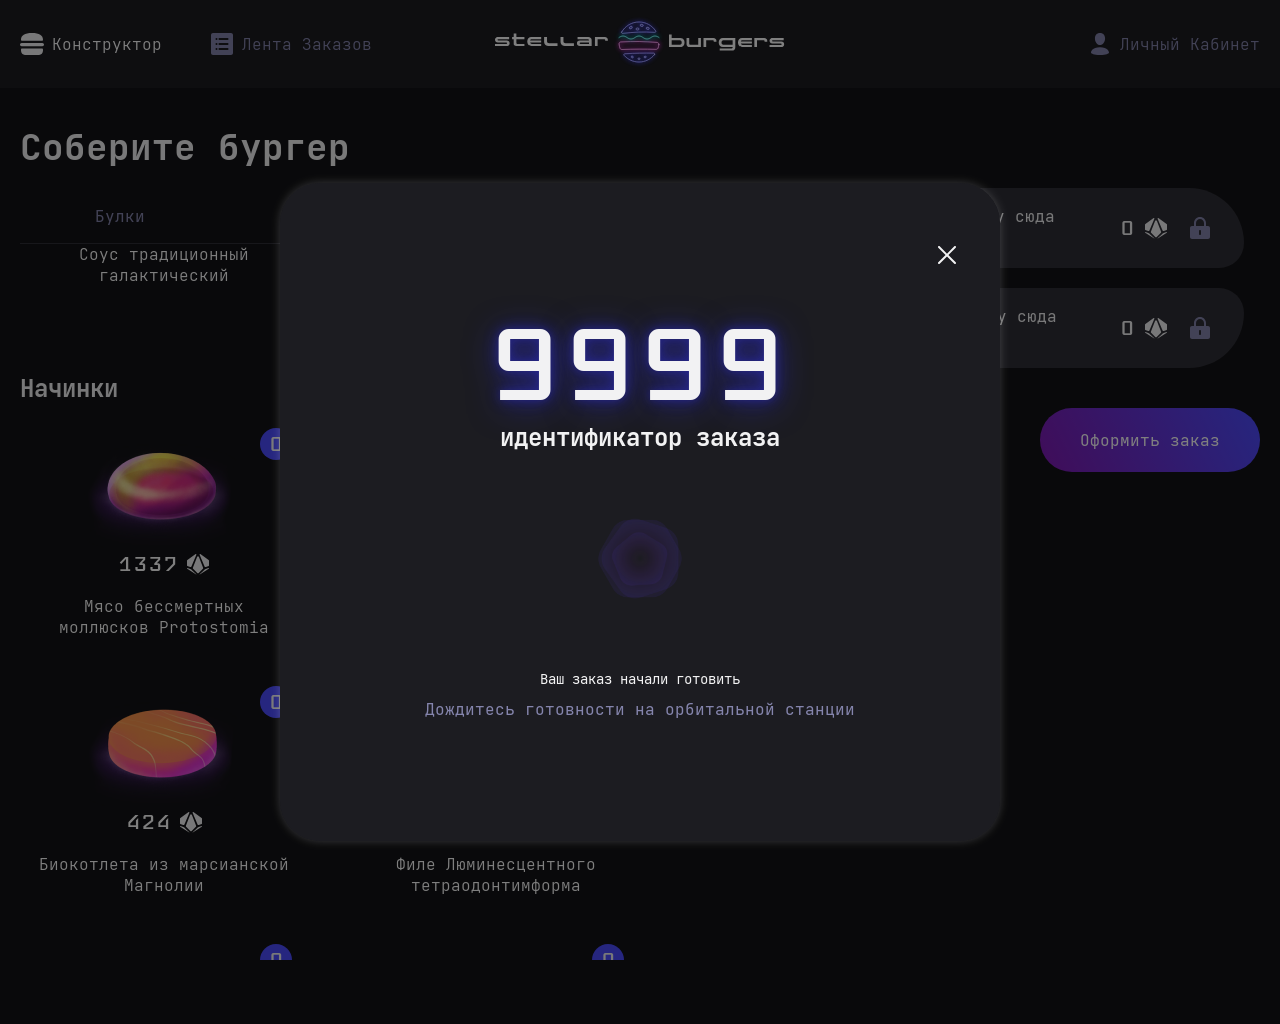 Конструктор
Лента Заказов
stellar burgers
Личный Кабинет
Соберите бургер
Булки
Соус традиционный
галактический
сюда
0
сюда
0
Оформить заказ
9999
идентификатор заказа
Ваш заказ начали готовить
Дождитесь готовности на орбитальной станции
Начинки
0
1337
Мясо бессмертных
моллюсков Protostomia
0
424
Биокотлета из марсианской
Магнолии
Филе Люминесцентного
тетраодонтимформа
0
0